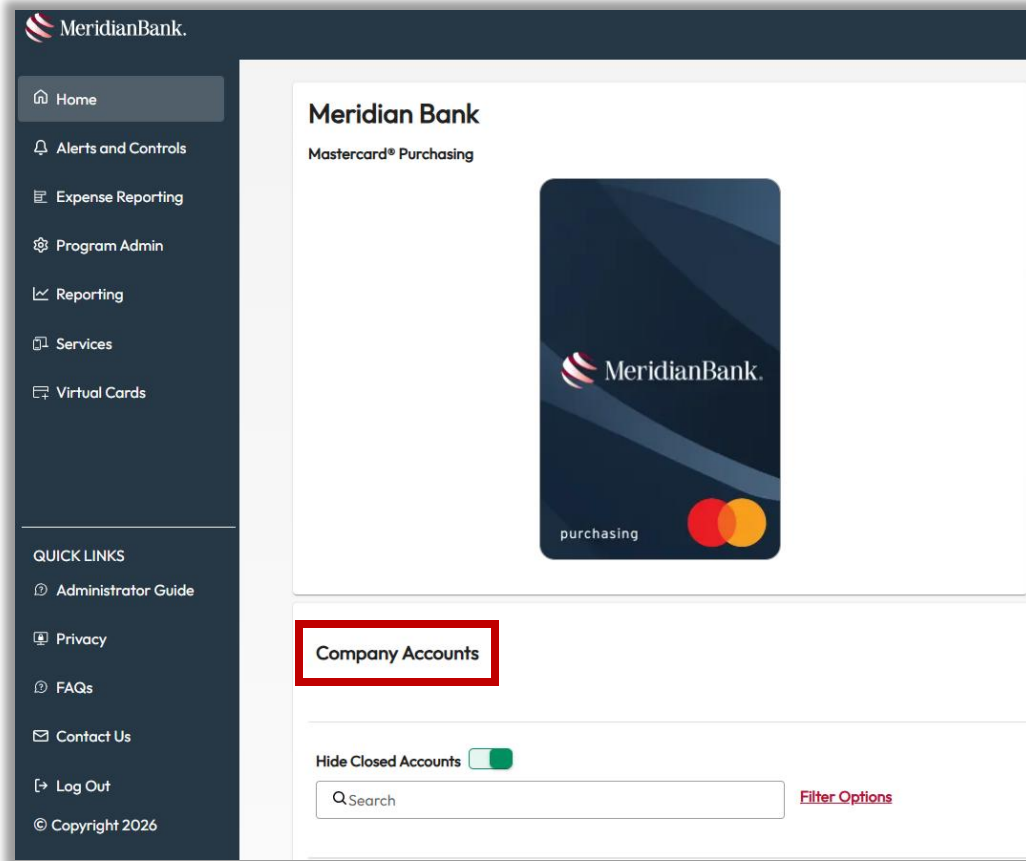 MeridianBank.
Home
Alerts and Controls
Expense Reporting
Program Admin
Reporting
Services
Virtual Cards
QUICK LINKS
Administrator Guide
Privacy
FAQs
Contact Us
Log Out
© Copyright 2026
Meridian Bank
Mastercard® Purchasing
MeridianBank.
purchasing
Company Accounts
Hide Closed Accounts
Search
Filter Options